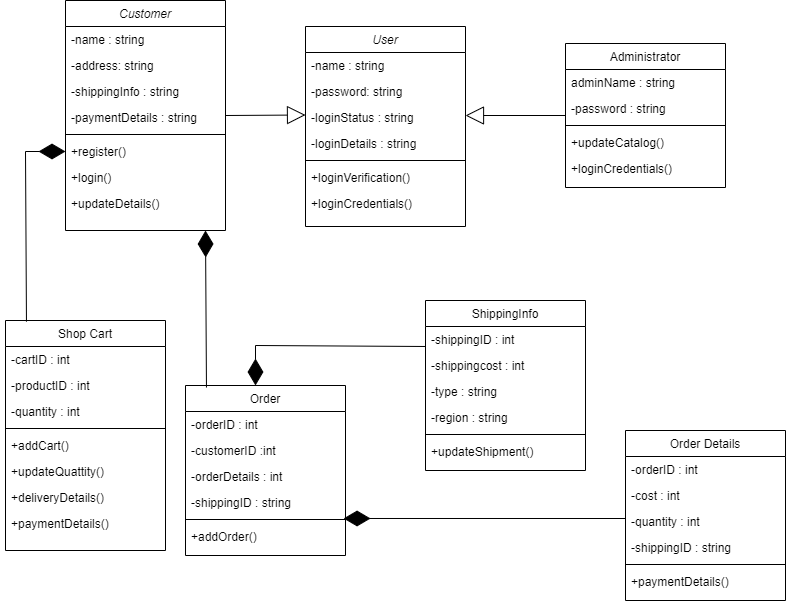 Customer
-name : string
-address: string
-shippingInfo : string
-paymentDetails : string
+register()
+login()
+updateDetails()
User
-name : string
-password: string
-loginStatus : string
-loginDetails : string
+loginVerification()
+loginCredentials()
Administrator
adminName : string
-password : string
+updateCatalog()
+loginCredentials()
Shop Cart
-cartID : int
-productID : int
-quantity : int
+addCart()
+updateQuattity()
+deliveryDetails()
+paymentDetails()
Order
-orderID : int
-customerID :int
-orderDetails : int
-shippingID : string
+addOrder()
ShippingInfo
-shippingID : int
-shippingcost : int
-type : string
-region : string
+updateShipment()
Order Details
-orderID : int
-cost : int
-quantity : int
-shippingID : string
+paymentDetails()